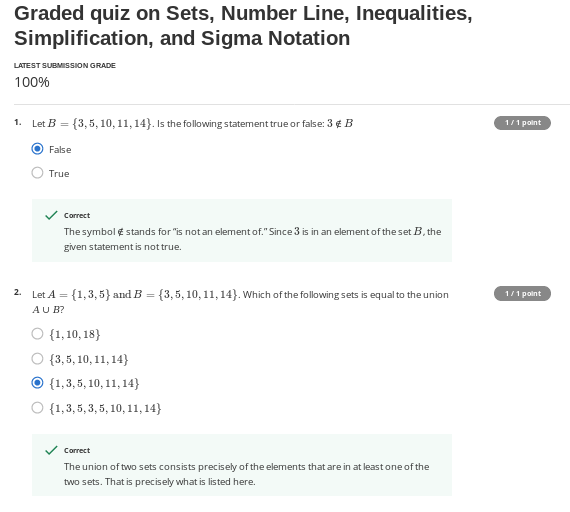 Graded quiz on Sets, Number Line, Inequalities,
Simplification, and Sigma Notation
LATEST SUBMISSION GRADE
100%
1. Let B = {3, 5, 10, 11, 14}. Is the following statement true or false: 3 ∉ B
1 / 1 point
False
True
Correct
The symbol ∉ stands for "is not an element of." Since 3 is in an element of the set B, the
given statement is not true.
2. Let A = {1, 3, 5} and B = {3, 5, 10, 11, 14}. Which of the following sets is equal to the union
1 / 1 point
A ∪ B?
{1, 10, 18}
{3, 5, 10, 11, 14}
{1, 3, 5, 10, 11, 14}
{1, 3, 5, 3, 5, 10, 11, 14}
Correct
The union of two sets consists precisely of the elements that are in at least one of the
two sets. That is precisely what is listed here.